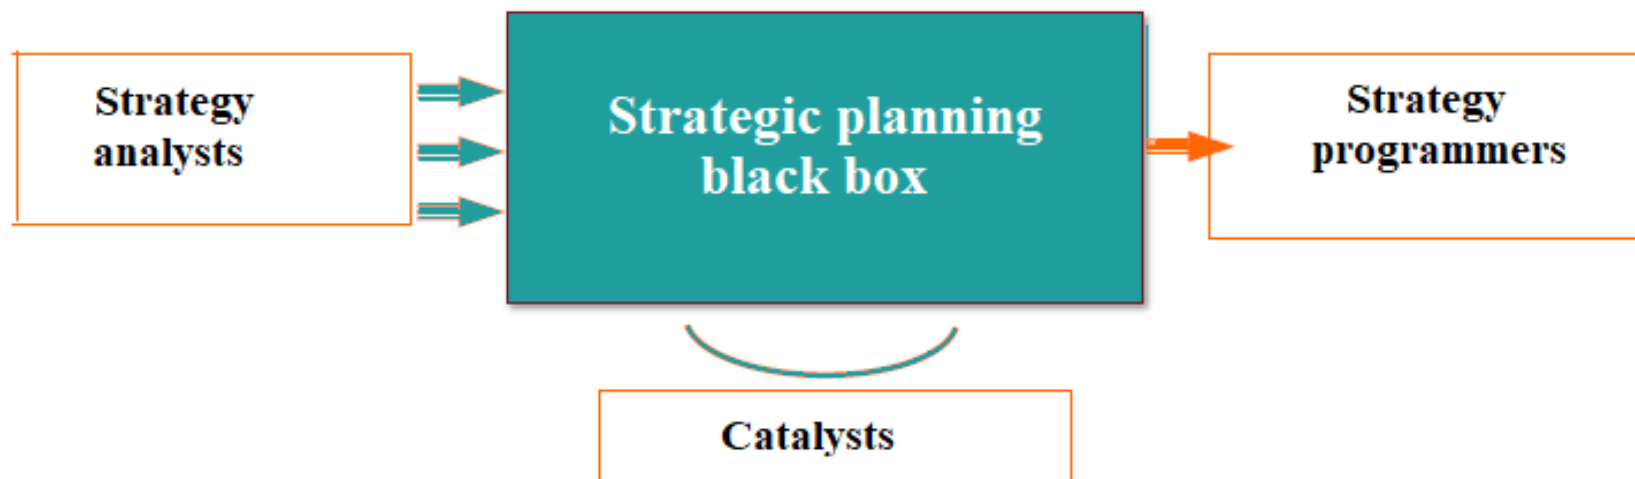 Strategy
analysts
Strategic planning
black box
Strategy
programmers
Catalysts